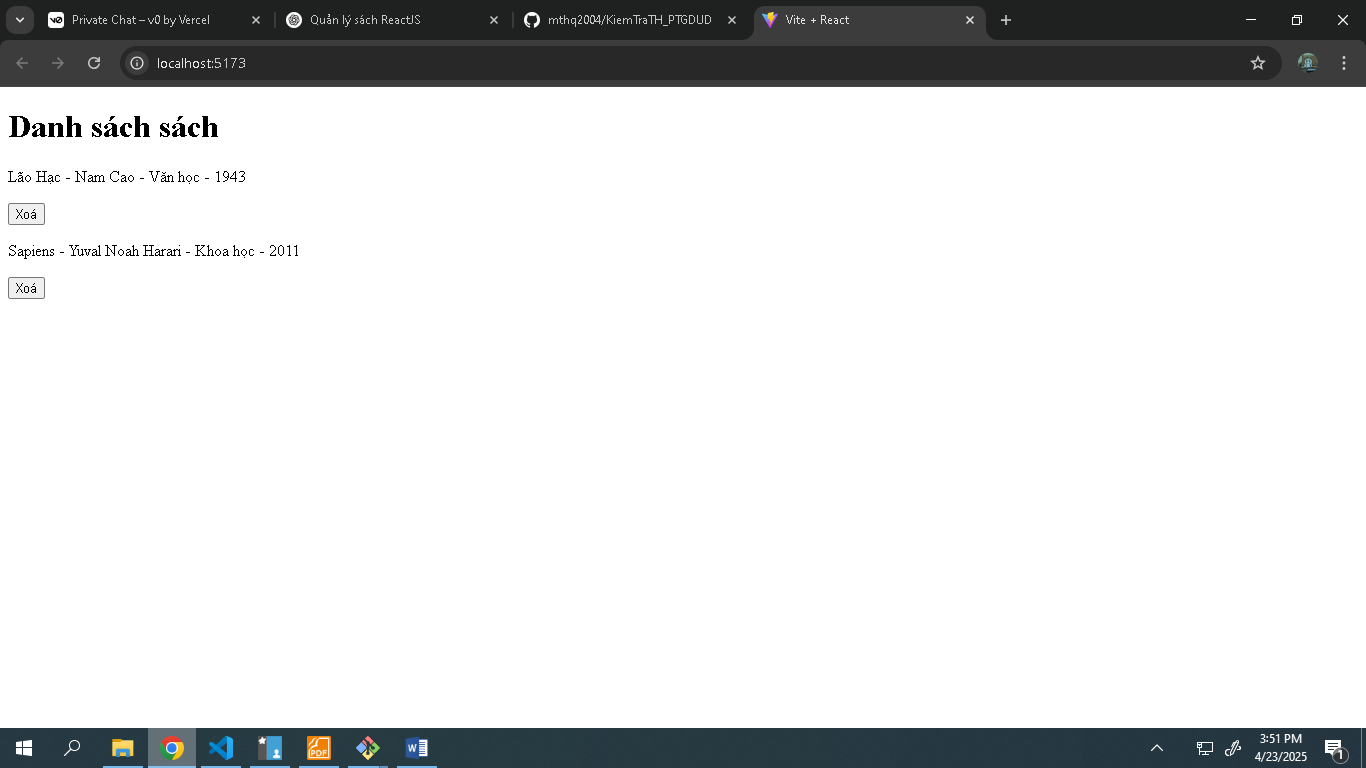 Private Chat – v0 by Vercel
Quản lý sách ReactJS
mthq2004/KiemTraTH_PTGDUD
Vite + React
localhost:5173
Danh sách sách
Lão Hạc - Nam Cao - Văn học - 1943
Xoá
Sapiens - Yuval Noah Harari - Khoa học - 2011
Xoá
3:51 PM
4/23/2025
1